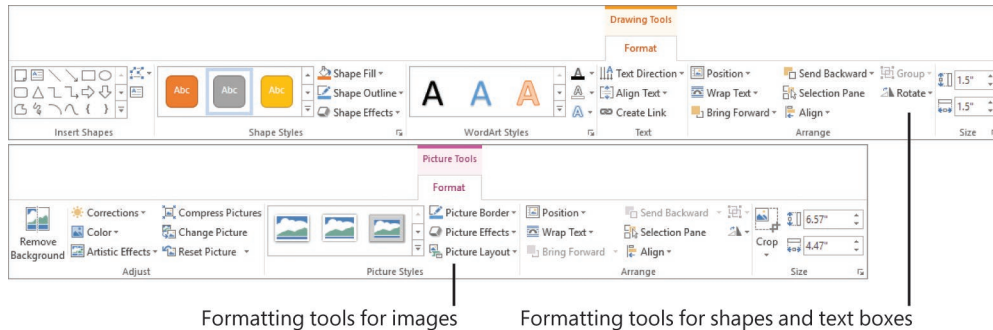 Drawing Tools
Format
Abc Abc Abc
Shape Fill
Shape Outline
Shape Effects
A A A
A
A
A
Text Direction
Align Text
Create Link
Position
Wrap Text
Bring Forward
Send Backward
Selection Pane
Align
Group
Rotate
1.5"
1.5"
Insert Shapes
Shape Styles
WordArt Styles
Text
Arrange
Size
Picture Tools
Format
Remove
Background
Corrections
Color
Artistic Effects
Compress Pictures
Change Picture
Reset Picture
Picture Border
Picture Effects
Picture Layout
Position
Wrap Text
Bring Forward
Send Backward
Selection Pane
Align
Crop
6.57"
4.47"
Adjust
Picture Styles
Arrange
Size
Formatting tools for images
Formatting tools for shapes and text boxes